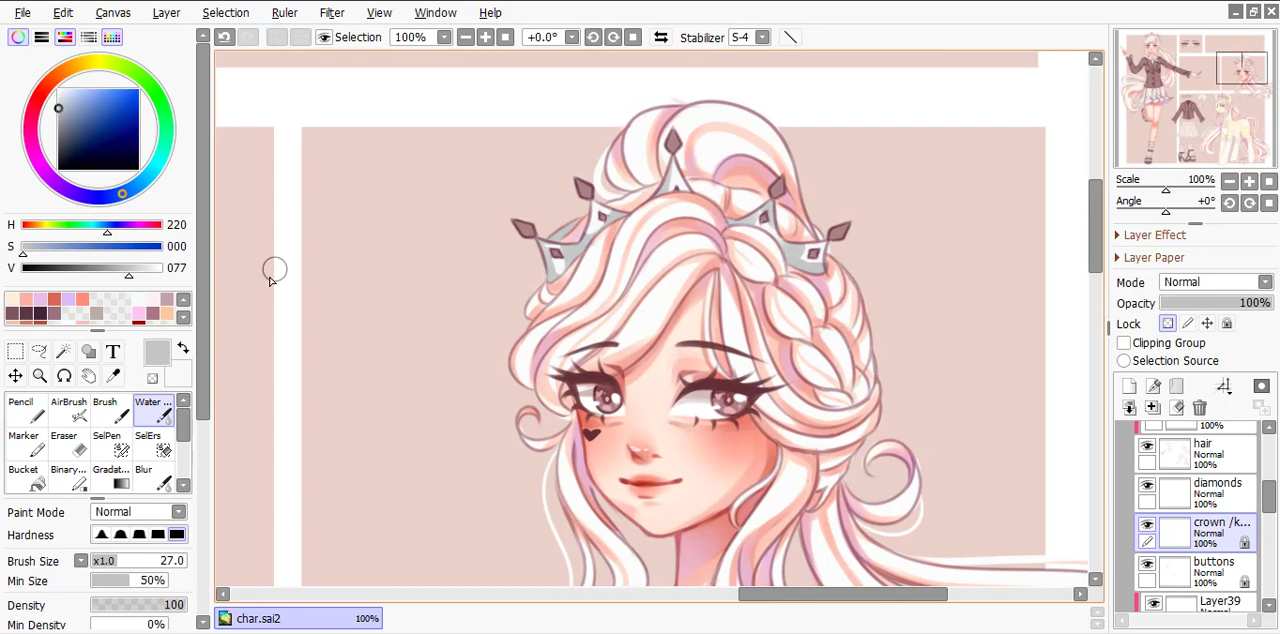 File Edit Canvas Layer Selection Ruler Filter View Window Help
Selection 100% +0.0° Stabilizer S-4
H 220
S 000
V 077
T
Pencil AirBrush Brush Water ...
Marker Eraser SelPen SelErs
Bucket Binary... Gradat... Blur
Paint Mode Normal
Hardness
Brush Size x1.0 27.0
Min Size 50%
Density 100
Min Density 0%
char.sai2 100%
Scale 100%
Angle +0°
Layer Effect
Layer Paper
Mode Normal
Opacity 100%
Lock
Clipping Group
Selection Source
100%
hair
Normal
100%
diamonds
Normal
100%
crown /k...
Normal
100%
buttons
Normal
100%
Layer39
Normal